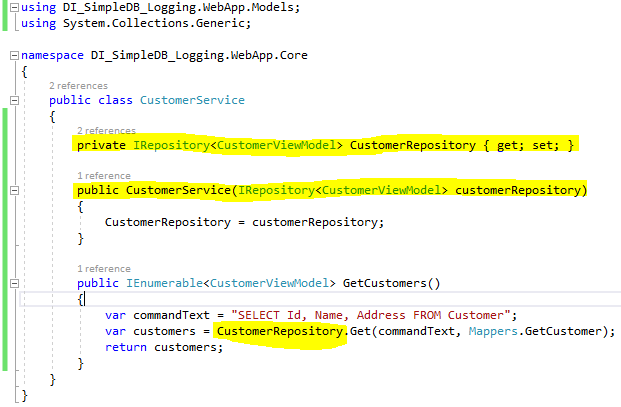 using DI_SimpleDB_Logging.WebApp.Models;
using System.Collections.Generic;
namespace DI_SimpleDB_Logging.WebApp.Core
{
2 references
public class CustomerService
{
2 references
private IRepository<CustomerViewModel> CustomerRepository { get; set; }
1 reference
public CustomerService(IRepository<CustomerViewModel> customerRepository)
{
CustomerRepository = customerRepository;
}
1 reference
public IEnumerable<CustomerViewModel> GetCustomers()
{
var commandText = "SELECT Id, Name, Address FROM Customer";
var customers = CustomerRepository.Get(commandText, Mappers.GetCustomer);
return customers;
}
}
}